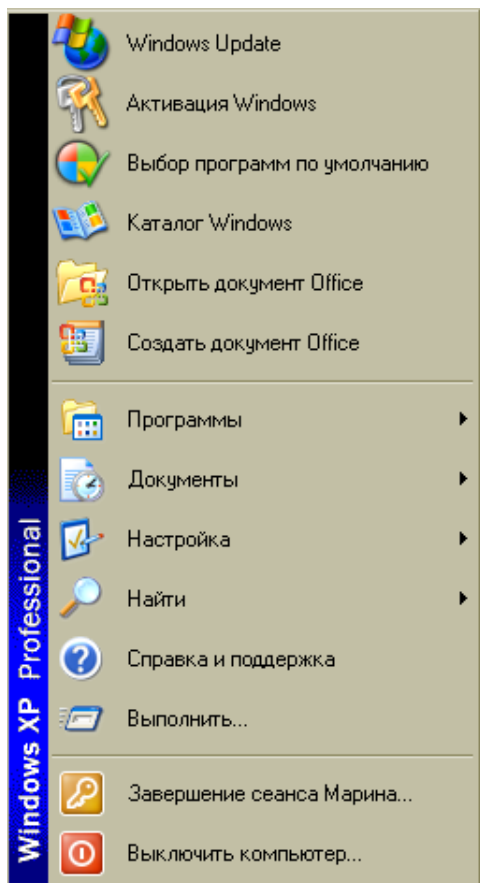 Windows Update
Активация Windows
Выбор программ по умолчанию
Каталог Windows
Открыть документ Office
Создать документ Office
Программы
Документы
Настройка
Найти
Справка и поддержка
Выполнить...
Завершение сеанса Марина...
Выключить компьютер...
Windows XP Professional